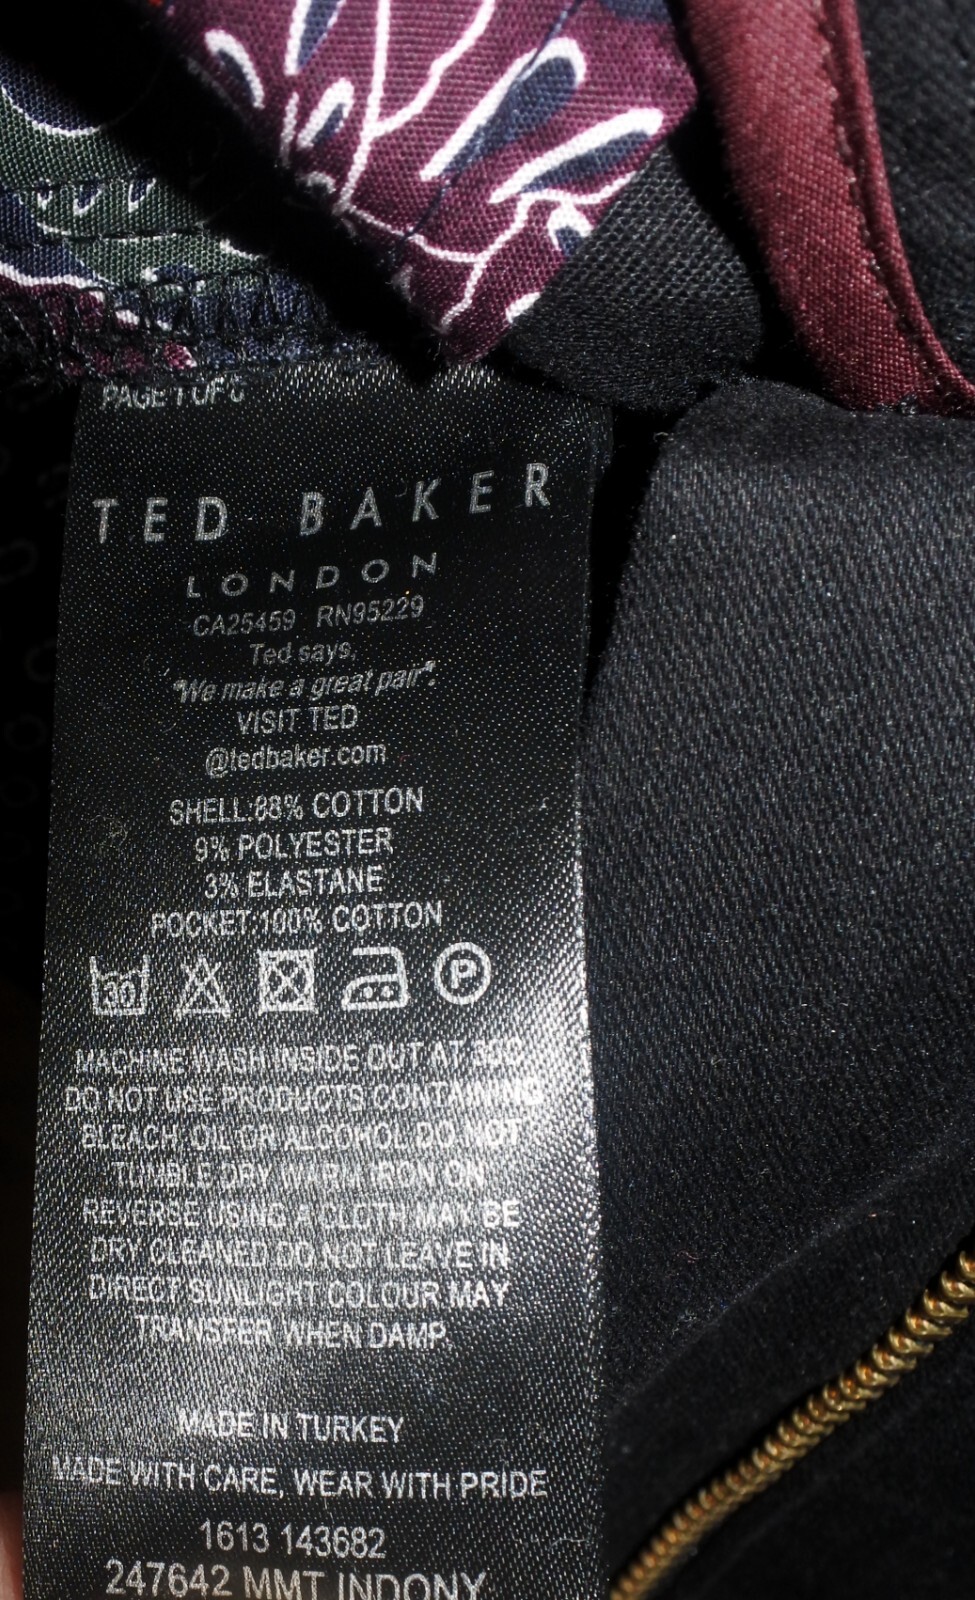 PAGE 1 OF 6
TED BAKER
LONDON
CA25459 RN95229
Ted says,
"We make a great pair".
VISIT TED
@tedbaker.com
SHELL:88% COTTON
9% POLYESTER
3% ELASTANE
POCKET:100% COTTON
30 P
MACHINE WASH INSIDE OUT AT 30C
DO NOT USE PRODUCTS CONTAINING
BLEACH OIL OR ALCOHOL DO NOT
TUMBLE DRY WARM IRON ON
REVERSE USING A CLOTH MAY BE
DRY CLEANED DO NOT LEAVE IN
DIRECT SUNLIGHT COLOUR MAY
TRANSFER WHEN DAMP.
MADE IN TURKEY
MADE WITH CARE, WEAR WITH PRIDE
1613 143682
247642 MMT INDONY